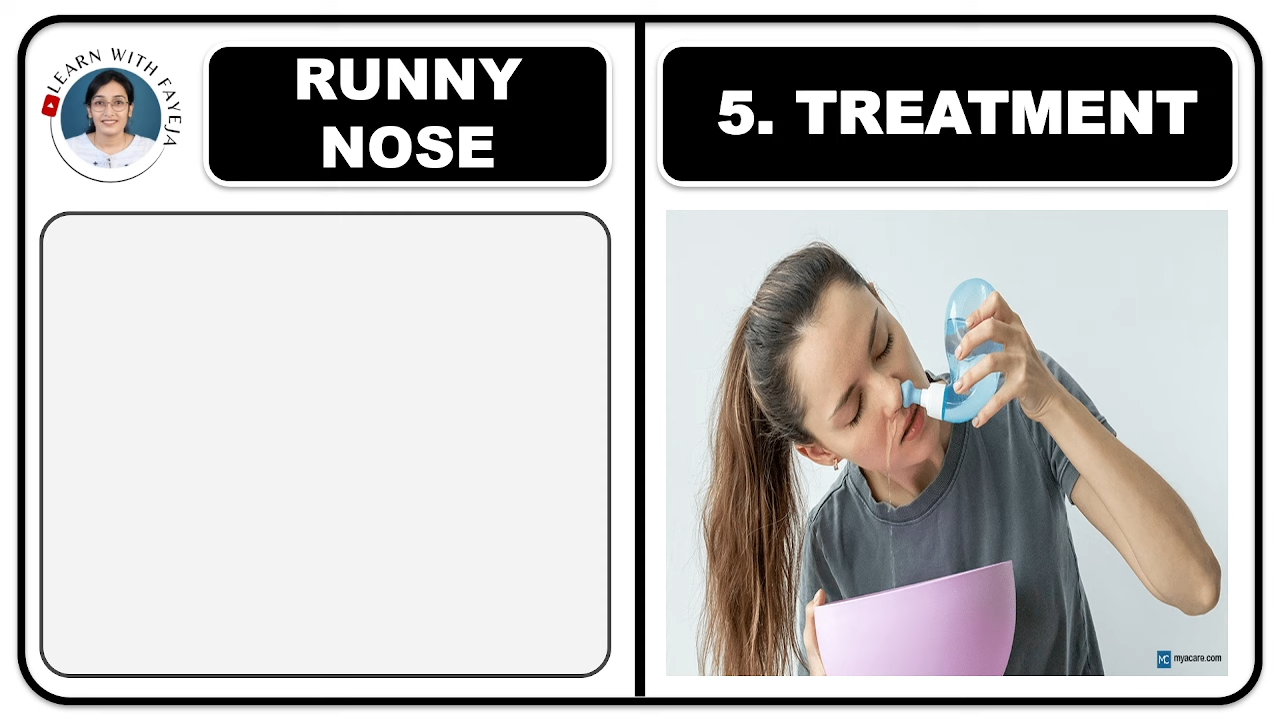 LEARN WITH FAYEJA
RUNNY
NOSE
5. TREATMENT
MC myacare.com